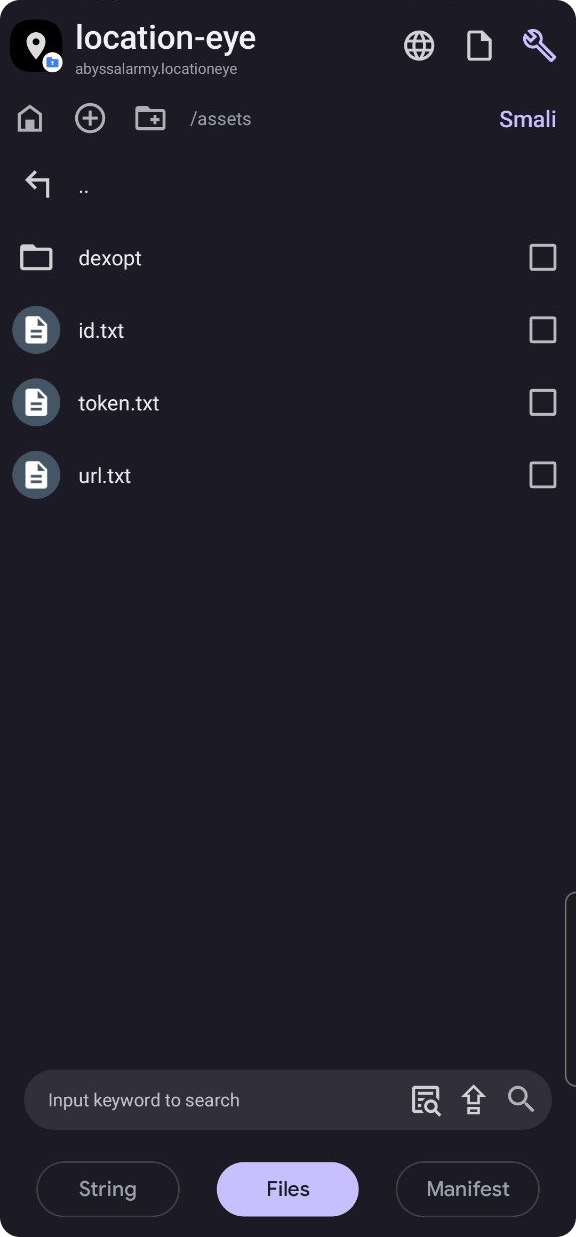 location-eye
abyssalarmy.locationeye
/assets
Smali
..
dexopt
id.txt
token.txt
url.txt
Input keyword to search
String
Files
Manifest